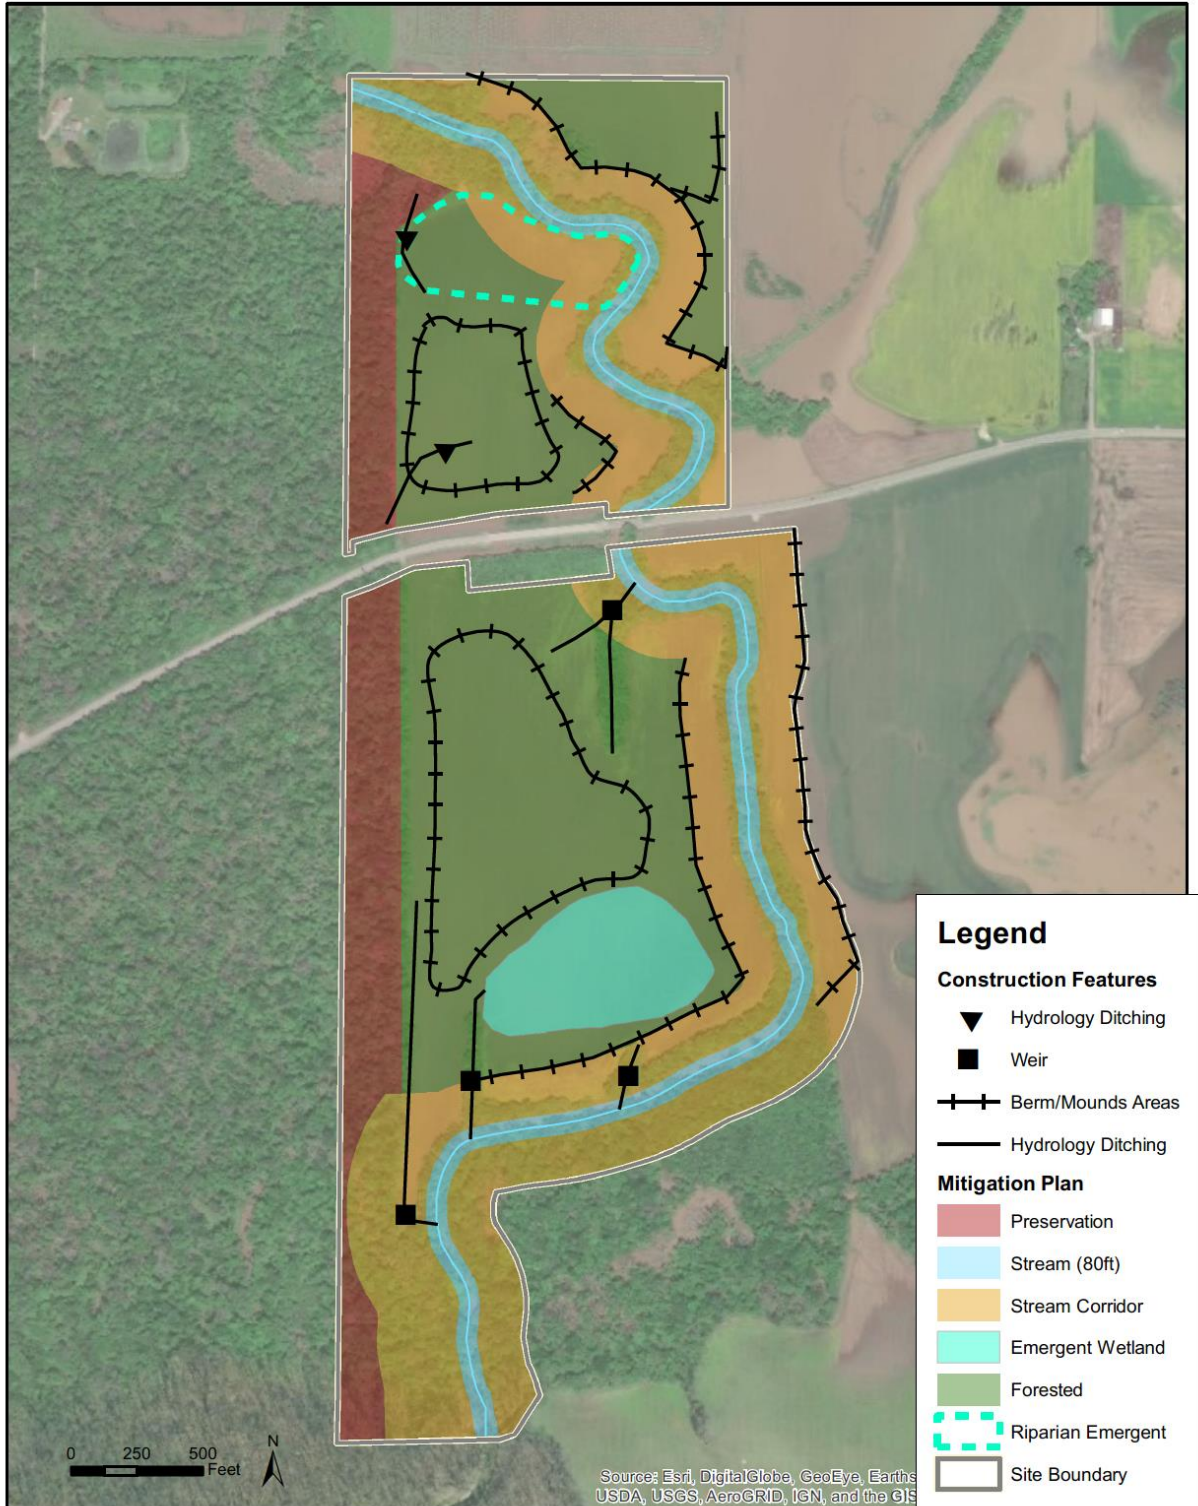 Legend
Construction Features
Hydrology Ditching
Weir
Berm/Mounds Areas
Hydrology Ditching
Mitigation Plan
Preservation
Stream (80ft)
Stream Corridor
Emergent Wetland
Forested
Riparian Emergent
Site Boundary
0 250 500
Feet
N
Source: Esri, DigitalGlobe, GeoEye, Earths
USDA, USGS, AeroGRID, IGN, and the GIS